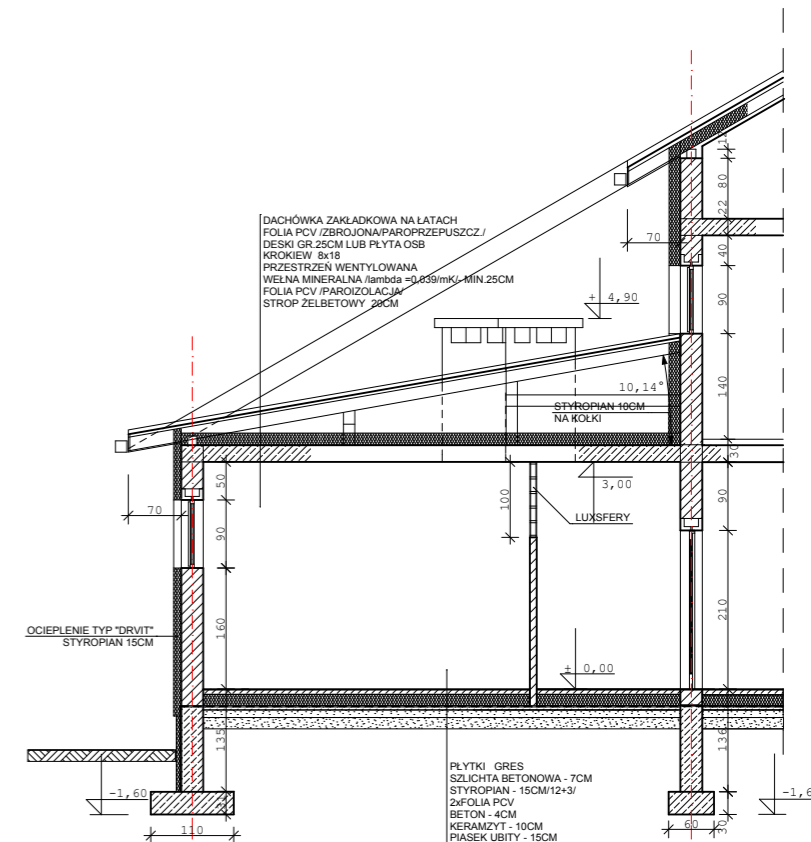 12
80
22
70
40
DACHÓWKA ZAKŁADKOWA NA ŁATACH
FOLIA PCV /ZBROJONA/PAROPRZEPUSZCZ./
DESKI GR.25CM LUB PŁYTA OSB
KROKIEW 8x18
PRZESTRZEŃ WENTYLOWANA
WEŁNA MINERALNA /lambda =0,039/mK/- MIN.25CM
FOLIA PCV /PAROIZOLACJA/
STROP ŻELBETOWY 20CM
+ 4,90
90
10,14°
140
STYROPIAN 10CM
NA KOŁKI
30
50
3,00
90
100
70
LUXSFERY
90
OCIEPLENIE TYP "DRVIT"
STYROPIAN 15CM
160
210
± 0,00
135
136
PŁYTKI GRES
SZLICHTA BETONOWA - 7CM
STYROPIAN - 15CM/12+3/
2xFOLIA PCV
BETON - 4CM
KERAMZYT - 10CM
PIASEK UBITY - 15CM
-1,60
110
60
30
-1,6